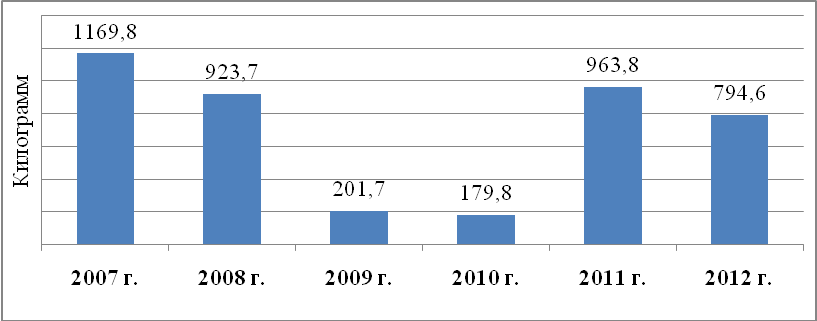 Килограмм
1169,8
923,7
201,7
179,8
963,8
794,6
2007 г.
2008 г.
2009 г.
2010 г.
2011 г.
2012 г.